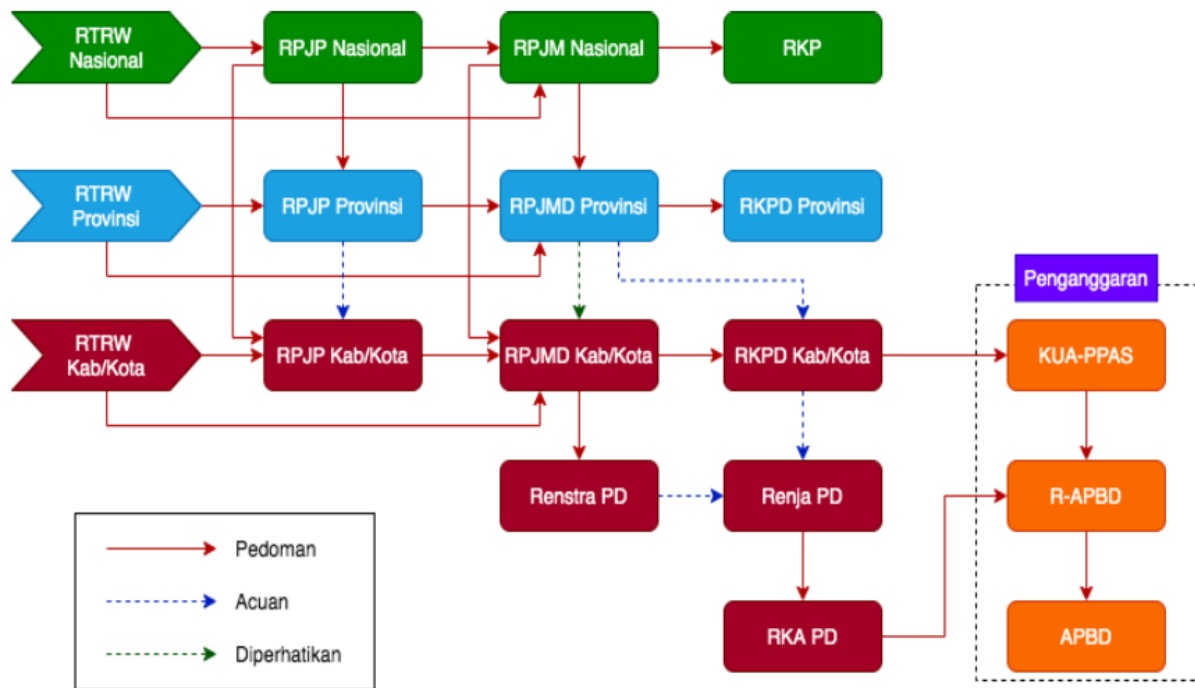 RTRW
Nasional
RPJP Nasional
RPJM Nasional
RKP
RTRW
Provinsi
RPJP Provinsi
RPJMD Provinsi
RKPD Provinsi
Penganggaran
RTRW
Kab/Kota
RPJP Kab/Kota
RPJMD Kab/Kota
RKPD Kab/Kota
KUA-PPAS
Renstra PD
Renja PD
R-APBD
RKA PD
APBD
Pedoman
Acuan
Diperhatikan